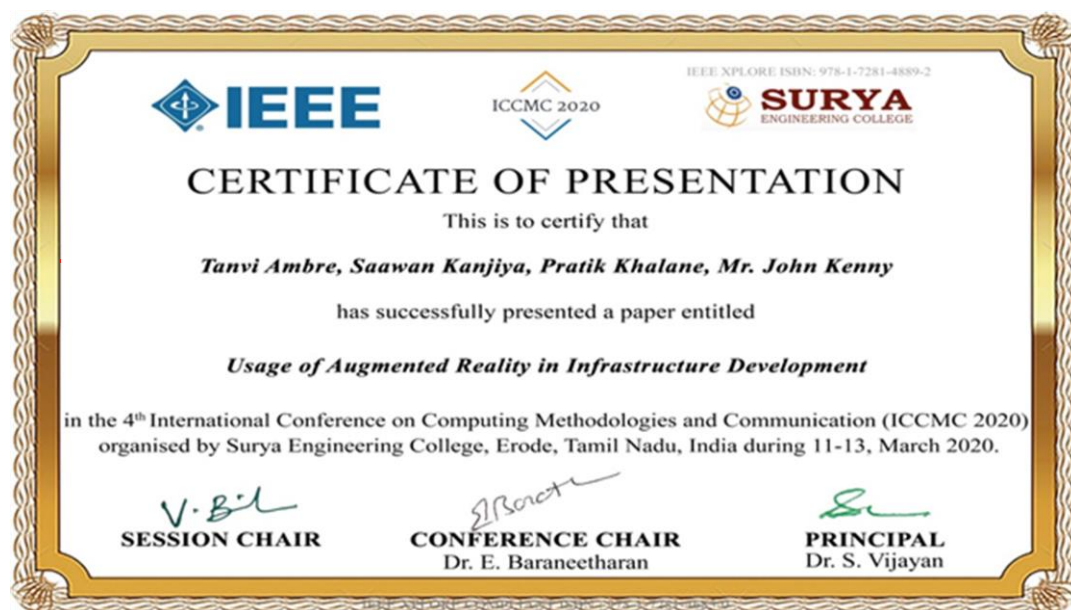 IEEE XPLORE ISBN: 978-1-7281-4889-2
IEEE
ICCMC 2020
SURYA
ENGINEERING COLLEGE
CERTIFICATE OF PRESENTATION
This is to certify that
Tanvi Ambre, Saawan Kanjiya, Pratik Khalane, Mr. John Kenny
has successfully presented a paper entitled
Usage of Augmented Reality in Infrastructure Development
in the 4th International Conference on Computing Methodologies and Communication (ICCMC 2020)
organised by Surya Engineering College, Erode, Tamil Nadu, India during 11-13, March 2020.
SESSION CHAIR
CONFERENCE CHAIR
PRINCIPAL
Dr. E. Baraneetharan
Dr. S. Vijayan